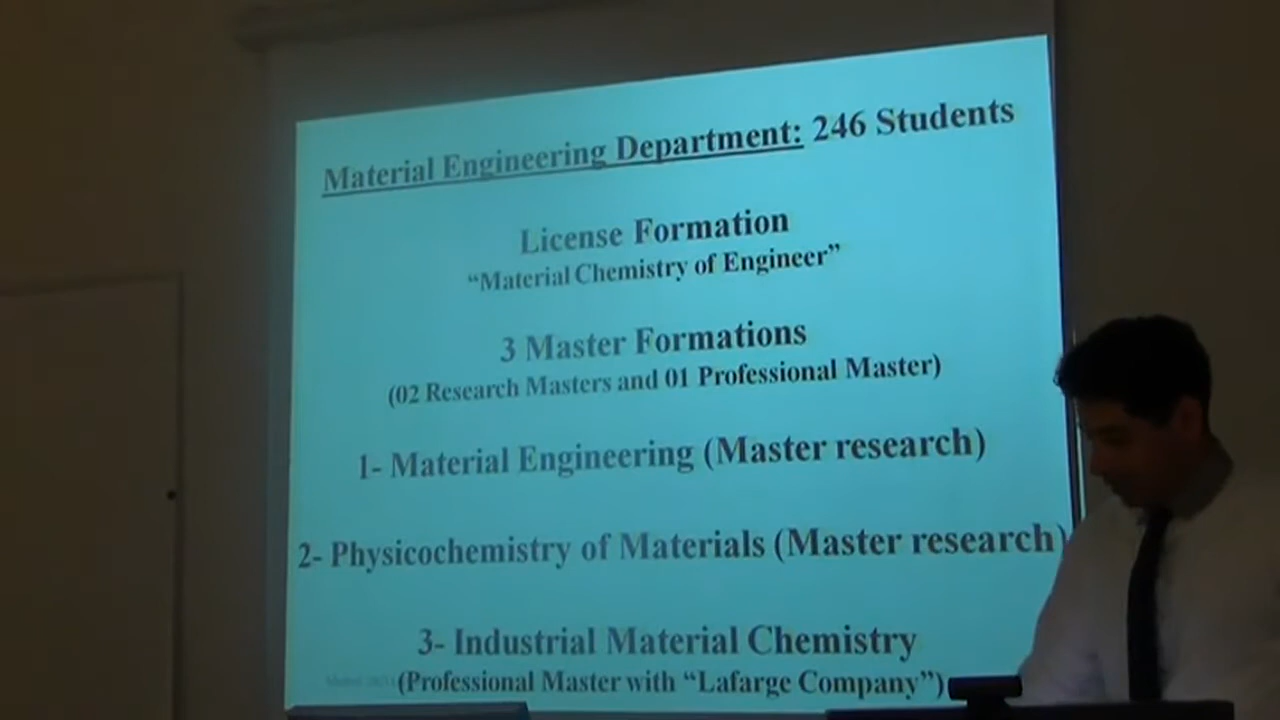 Material Engineering Department: 246 Students
License Formation
“Material Chemistry of Engineer”
3 Master Formations
(02 Research Masters and 01 Professional Master)
1- Material Engineering (Master research)
2- Physicochemistry of Materials (Master research)
3- Industrial Material Chemistry
(Professional Master with “Lafarge Company”)